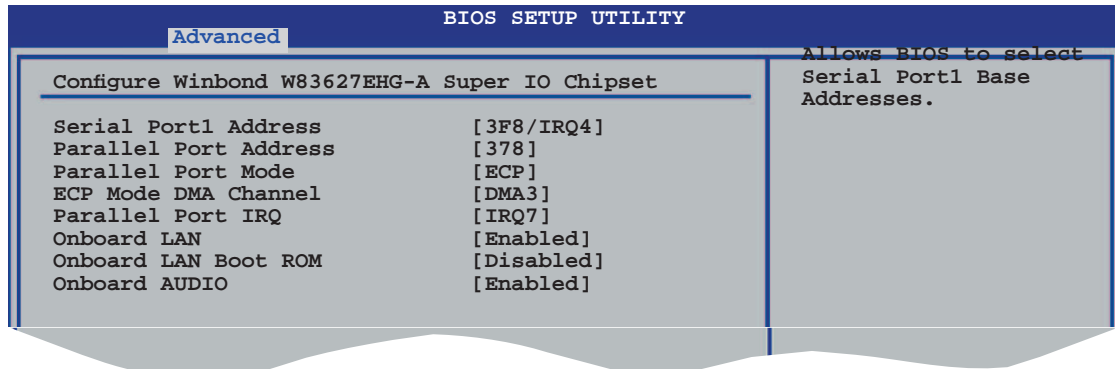 BIOS SETUP UTILITY
Advanced
Configure Winbond W83627EHG-A Super IO Chipset
Serial Port1 Address [3F8/IRQ4]
Parallel Port Address [378]
Parallel Port Mode [ECP]
ECP Mode DMA Channel [DMA3]
Parallel Port IRQ [IRQ7]
Onboard LAN [Enabled]
Onboard LAN Boot ROM [Disabled]
Onboard AUDIO [Enabled]
Allows BIOS to select
Serial Port1 Base
Addresses.